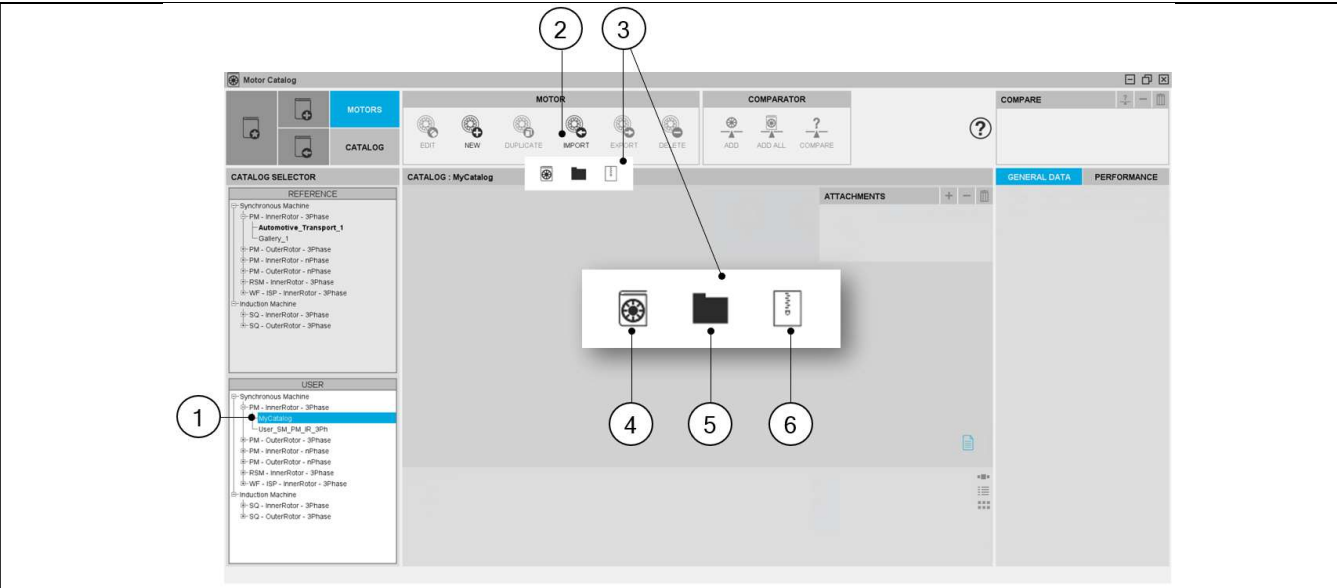 2
3
Motor Catalog
MOTORS
CATALOG
MOTOR
EDIT
NEW
DUPLICATE
IMPORT
EXPORT
DELETE
COMPARATOR
ADD
ADD ALL
COMPARE
?
COMPARE
CATALOG SELECTOR
CATALOG : MyCatalog
GENERAL DATA
PERFORMANCE
ATTACHMENTS
REFERENCE
Synchronous Machine
PM - InnerRotor - 3Phase
Automotive_Transport_1
Gallery_1
PM - OuterRotor - 3Phase
PM - InnerRotor - nPhase
PM - OuterRotor - nPhase
RSM - InnerRotor - 3Phase
WF - ISP - InnerRotor - 3Phase
Induction Machine
SQ - InnerRotor - 3Phase
SQ - OuterRotor - 3Phase
USER
Synchronous Machine
PM - InnerRotor - 3Phase
1
MyCatalog
User_SM_PM_IR_3Ph
PM - OuterRotor - 3Phase
PM - InnerRotor - nPhase
PM - OuterRotor - nPhase
RSM - InnerRotor - 3Phase
WF - ISP - InnerRotor - 3Phase
Induction Machine
SQ - InnerRotor - 3Phase
SQ - OuterRotor - 3Phase
4
5
6